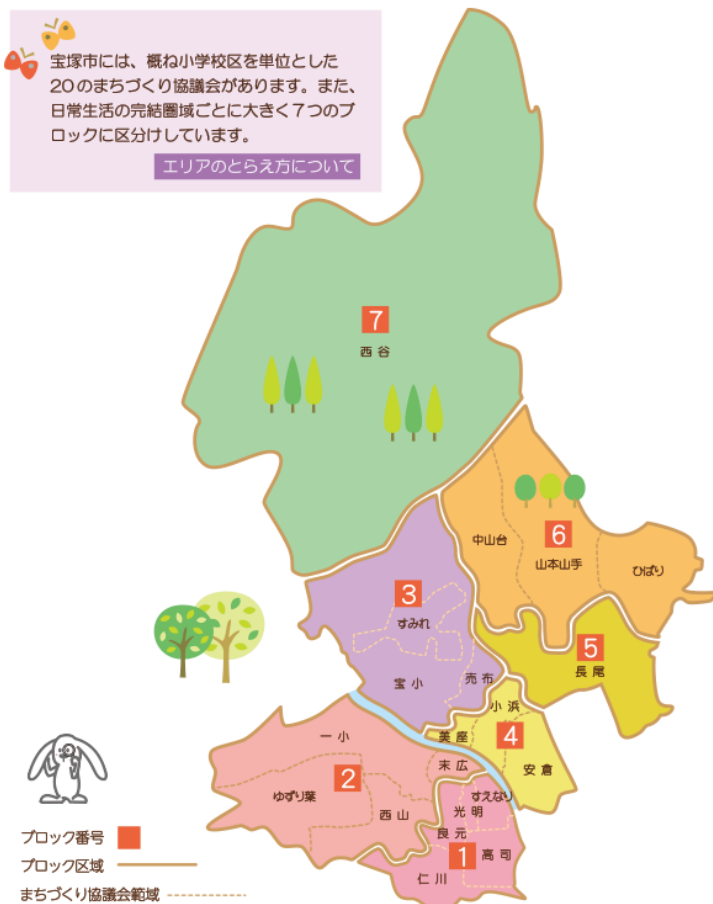 宝塚市には、概ね小学校区を単位とした
20のまちづくり協議会があります。また、
日常生活の完結圏域ごとに大きく7つのブ
ロックに区分けしています。
エリアのとらえ方について
7
西谷
6
中山台
山本山手
ひばり
3
すみれ
5
長尾
宝小
売布
小浜
4
美座
安倉
一小
末広
2
ゆずり葉
西山
すえなり
光明
良元
1
高司
仁川
ブロック番号
ブロック区域
まちづくり協議会範域